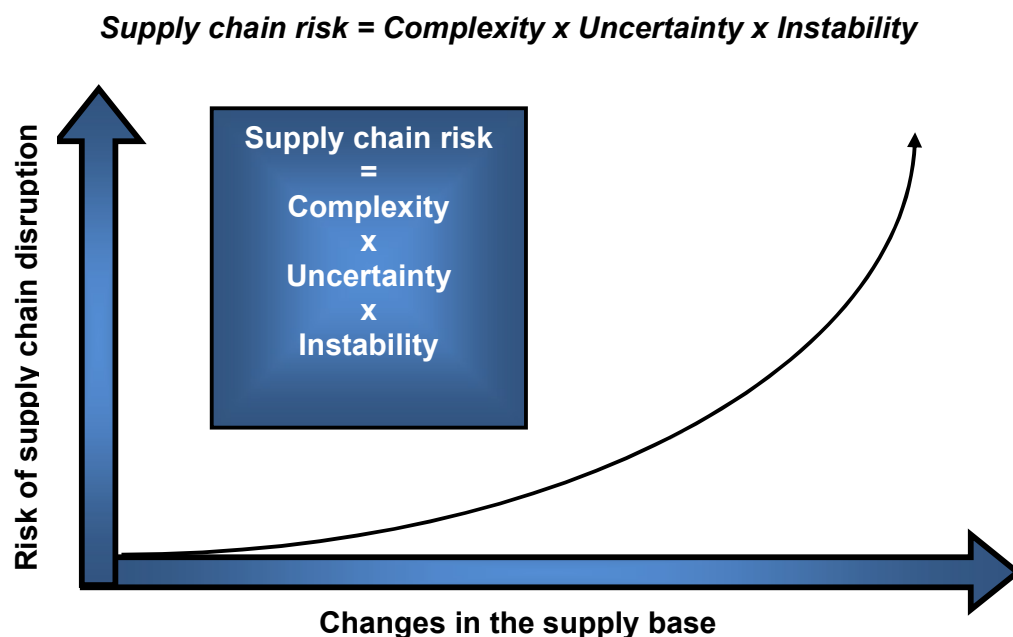 Supply chain risk = Complexity x Uncertainty x Instability
Risk of supply chain disruption
Supply chain risk
=
Complexity
x
Uncertainty
x
Instability
Changes in the supply base